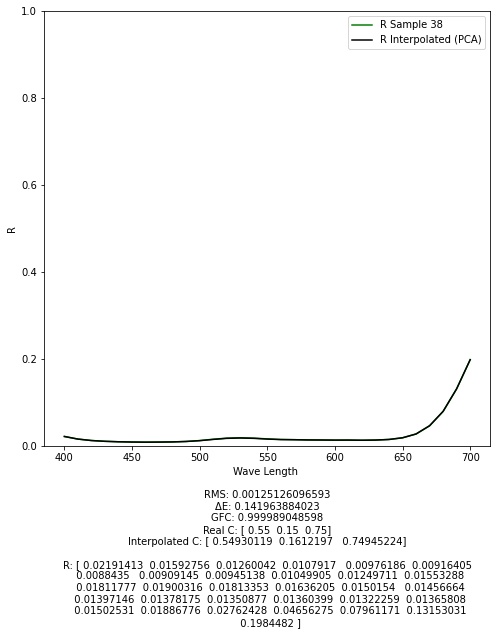 R Sample 38
R Interpolated (PCA)
1.0
0.8
0.6
R
0.4
0.2
0.0
400 450 500 550 600 650 700
Wave Length
RMS: 0.00125126096593
ΔE: 0.141963884023
GFC: 0.999989048598
Real C: [ 0.55 0.15 0.75]
Interpolated C: [ 0.54930119 0.1612197 0.74945224]
R: [ 0.02191413 0.01592756 0.01260042 0.0107917 0.00976186 0.00916405
0.0088435 0.00909145 0.00945138 0.01049905 0.01249711 0.01553288
0.01811777 0.01900316 0.01813353 0.01636205 0.0150154 0.01456664
0.01397146 0.01378175 0.01350877 0.01360399 0.01322259 0.01365808
0.01502531 0.01886776 0.02762428 0.04656275 0.07961171 0.13153031
0.1984482 ]